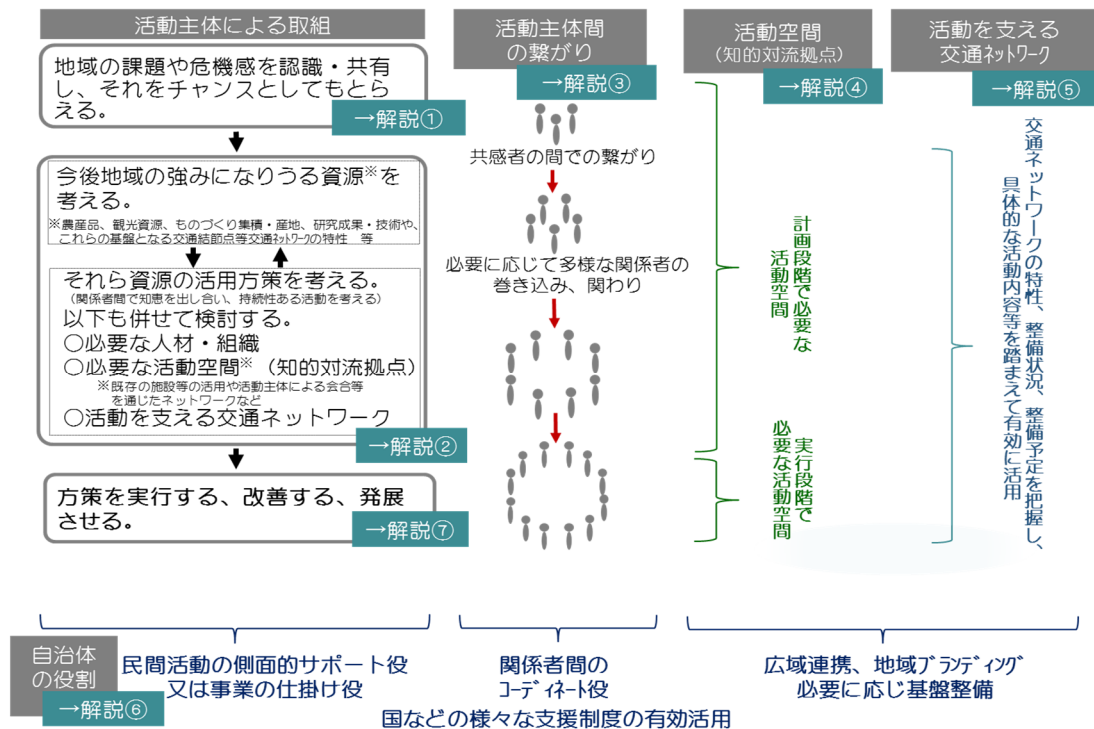 活動主体による取組
地域の課題や危機感を認識・共有
し、それをチャンスとしてもとら
える。
→解説①
今後地域の強みになりうる資源※を
考える。
※農産品、観光資源、ものづくり集積・産地、研究成果・技術や、
これらの基盤となる交通結節点等交通ﾈｯﾄﾜｰｸの特性 等
それら資源の活用方策を考える。
(関係者間で知恵を出し合い、持続性ある活動を考える)
以下も併せて検討する。
○必要な人材・組織
○必要な活動空間※(知的対流拠点)
※既存の施設等の活用や活動主体による会合等
を通じたネットワークなど
○活動を支える交通ネットワーク
→解説②
方策を実行する、改善する、発展
させる。
→解説⑦
活動主体間
の繋がり
→解説③
共感者の間での繋がり
必要に応じて多様な関係者の
巻き込み、関わり
活動空間
(知的対流拠点)
→解説④
計画段階で必要な
活動空間
実行段階で
必要な活動空間
活動を支える
交通ﾈｯﾄﾜｰｸ
→解説⑤
交通ネットワークの特性、整備状況、整備予定を把握し、
具体的な活動内容等を踏まえて有効に活用
自治体
の役割
→解説⑥
民間活動の側面的サポート役
又は事業の仕掛け役
関係者間の
ｺｰﾃﾞｨﾈｰﾄ役
広域連携、地域ﾌﾞﾗﾝﾃﾞｨﾝｸﾞ
必要に応じ基盤整備
国などの様々な支援制度の有効活用